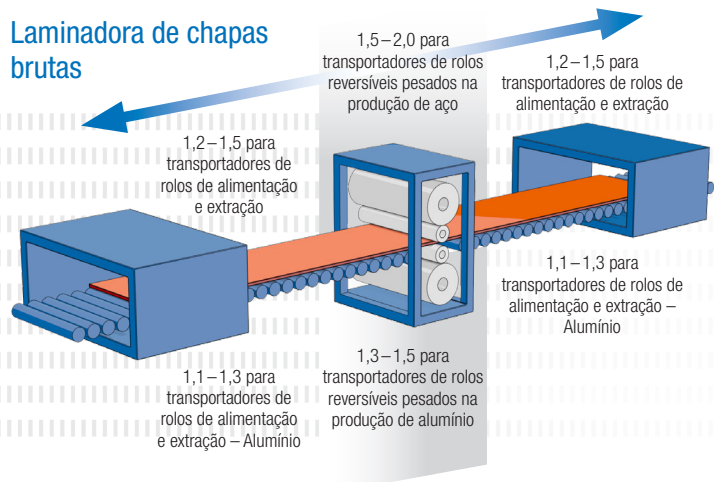 Laminadora de chapas
brutas
1,5–2,0 para
transportadores de rolos
reversíveis pesados na
produção de aço
1,2–1,5 para
transportadores de rolos de
alimentação e extração
1,2–1,5 para
transportadores de
rolos de alimentação
e extração
1,1–1,3 para
transportadores de rolos de
alimentação e extração –
Alumínio
1,1–1,3 para
transportadores de
rolos de alimentação
e extração – Alumínio
1,3–1,5 para
transportadores de rolos
reversíveis pesados na
produção de alumínio